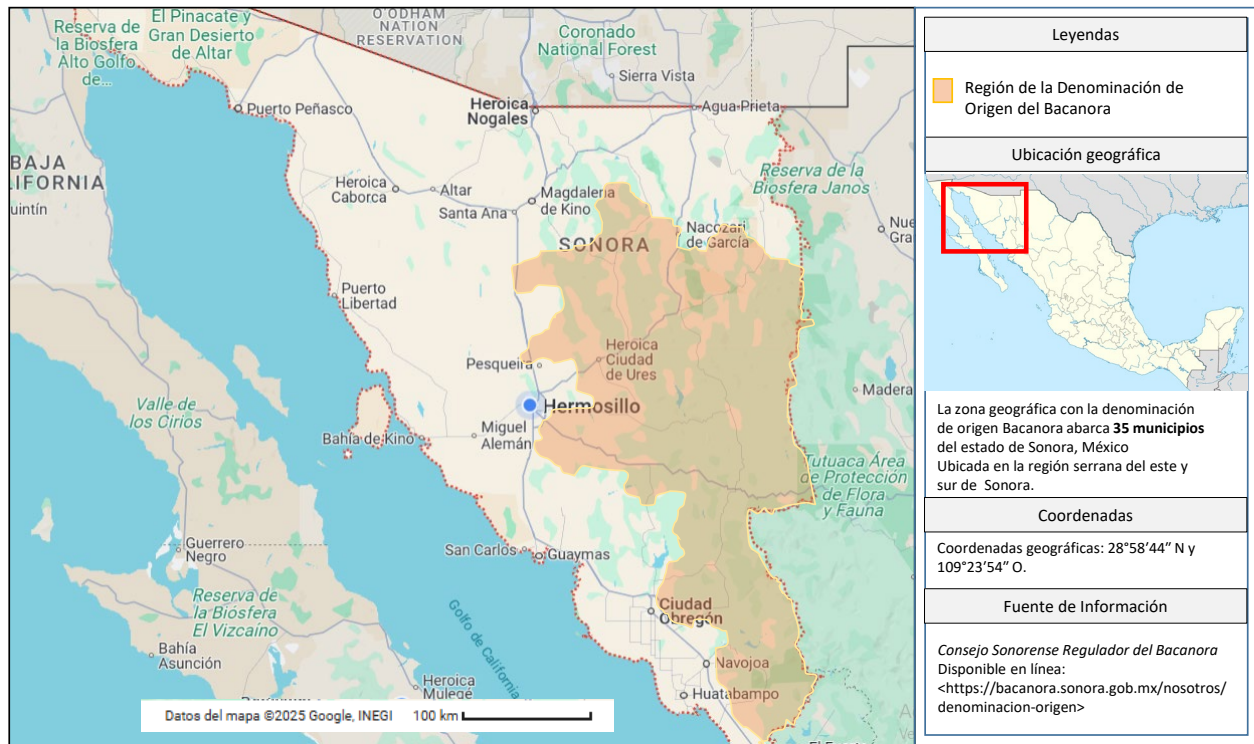 El Pinacate y
Gran Desierto
de Altar
Reserva de
la Biosfera
Alto Golfo
de...
O'ODHAM
NATION
RESERVATION
Coronado
National Forest
Sierra Vista
Puerto Peñasco
Heroica
Nogales
Agua Prieta
BAJA
LIFORNIA
uintín
Heroica
Caborca
Altar
Santa Ana
Magdalena
de Kino
Reserva de la
Biosfera Janos
Nacozari
de García
Nue
Gra
SONORA
Puerto
Libertad
Pesqueira
Heroica
Ciudad
de Ures
Madera
Valle de
los Cirios
Hermosillo
Miguel
Alemán
Bahía de Kino
Tutuaca Área
de Protección
de Flora
y Fauna
Guerrero
Negro
San Carlos
Guaymas
Reserva de
la Biósfera
El Vizcaíno
Golfo de California
Ciudad
Obregón
Bahía
Asunción
Navojoa
Heroica
Mulegé
Huatabampo
Datos del mapa ©2025 Google, INEGI 100 km
Leyendas
Región de la Denominación de
Origen del Bacanora
Ubicación geográfica
La zona geográfica con la denominación
de origen Bacanora abarca 35 municipios
del estado de Sonora, México
Ubicada en la región serrana del este y
sur de Sonora.
Coordenadas
Coordenadas geográficas: 28°58’44” N y
109°23’54” O.
Fuente de Información
Consejo Sonorense Regulador del Bacanora
Disponible en línea:
<https://bacanora.sonora.gob.mx/nosotros/
denominacion-origen>